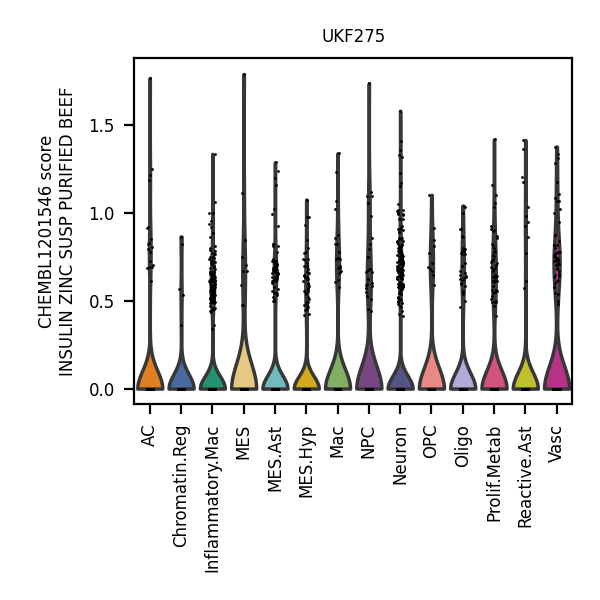 UKF275
CHEMBL1201546 score
INSULIN ZINC SUSP PURIFIED BEEF
1.5
1.0
0.5
0.0
AC
Chromatin.Reg
Inflammatory.Mac
MES
MES.Ast
MES.Hyp
Mac
NPC
Neuron
OPC
Oligo
Prolif.Metab
Reactive.Ast
Vasc